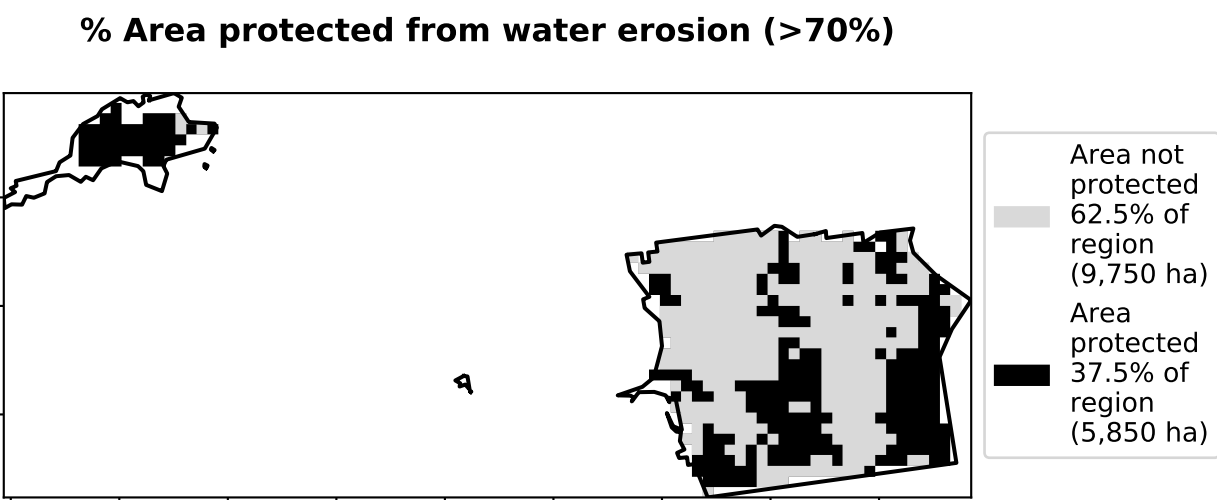 % Area protected from water erosion (>70%)
Area not
protected
62.5% of
region
(9,750 ha)
Area
protected
37.5% of
region
(5,850 ha)